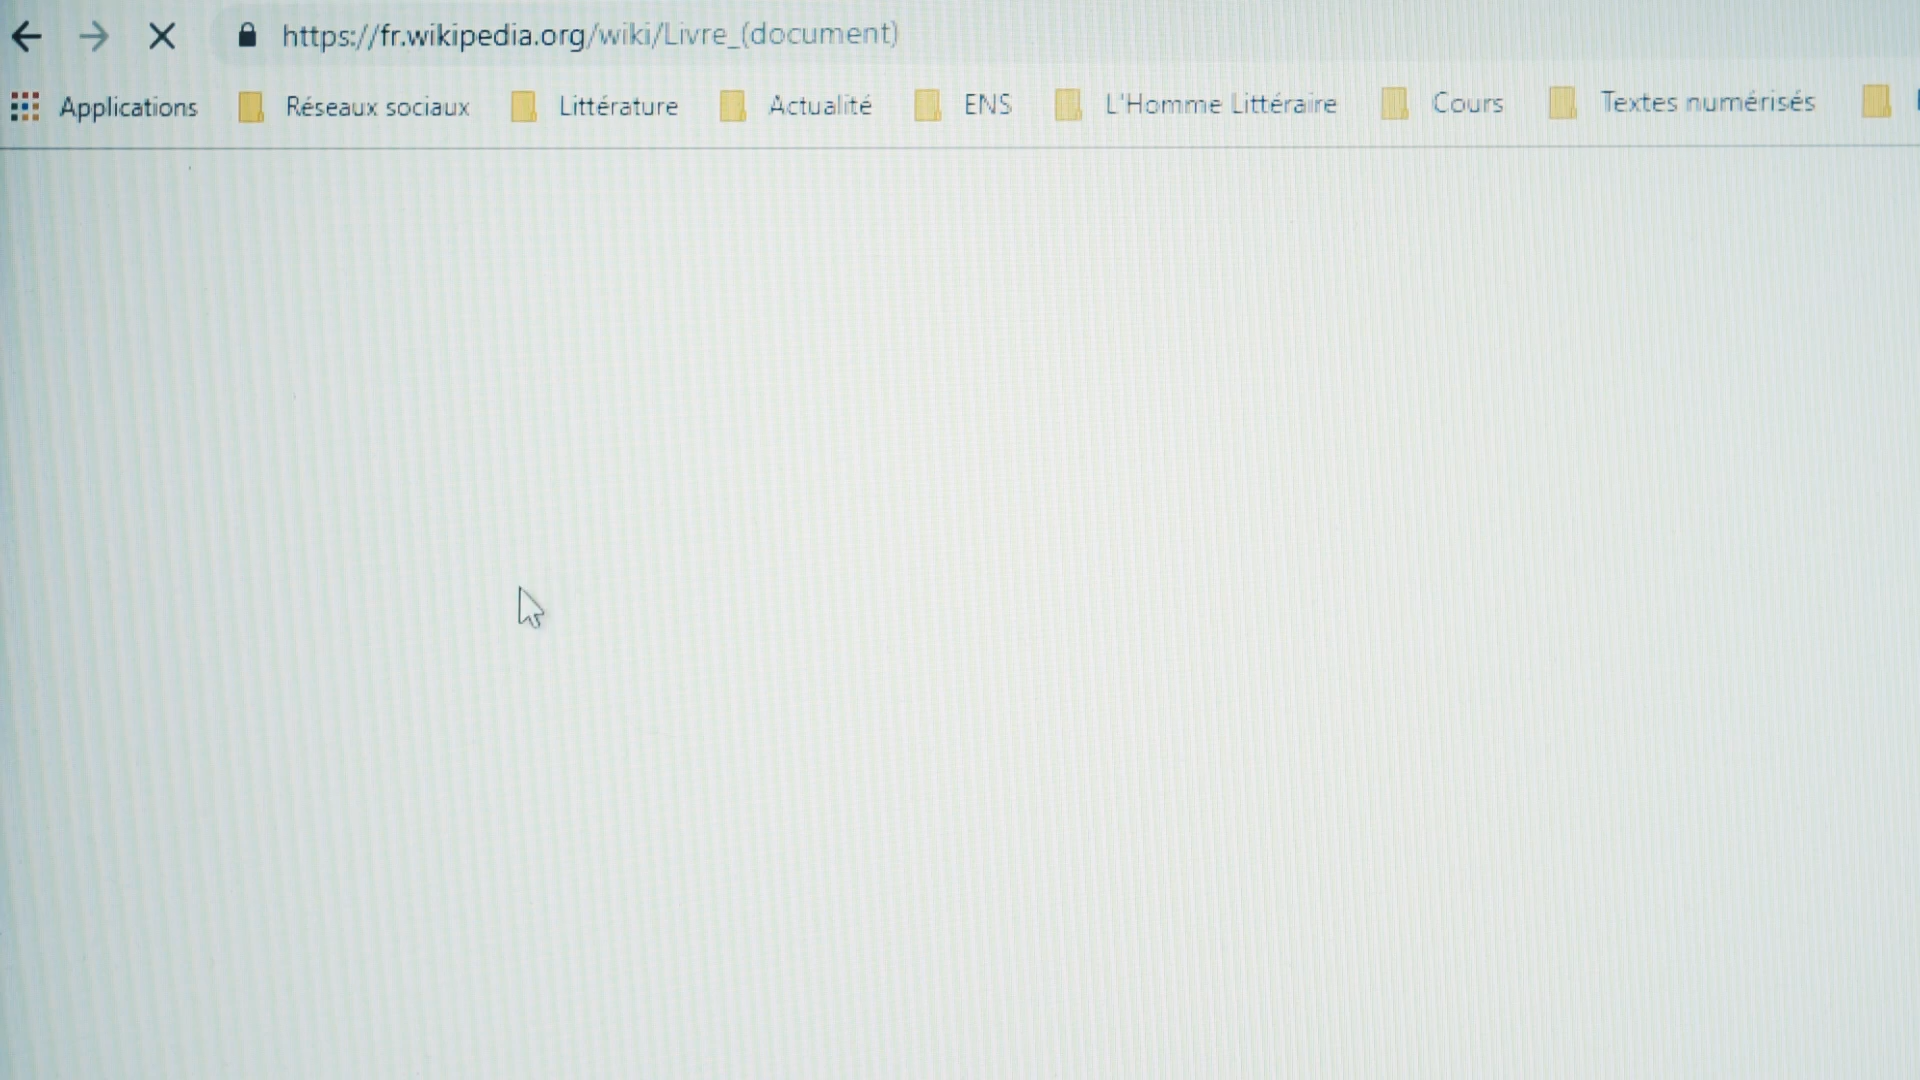 https://fr.wikipedia.org/wiki/Livre_(document)
Applications Réseaux sociaux Littérature Actualité ENS L'Homme Littéraire Cours Textes numérisés